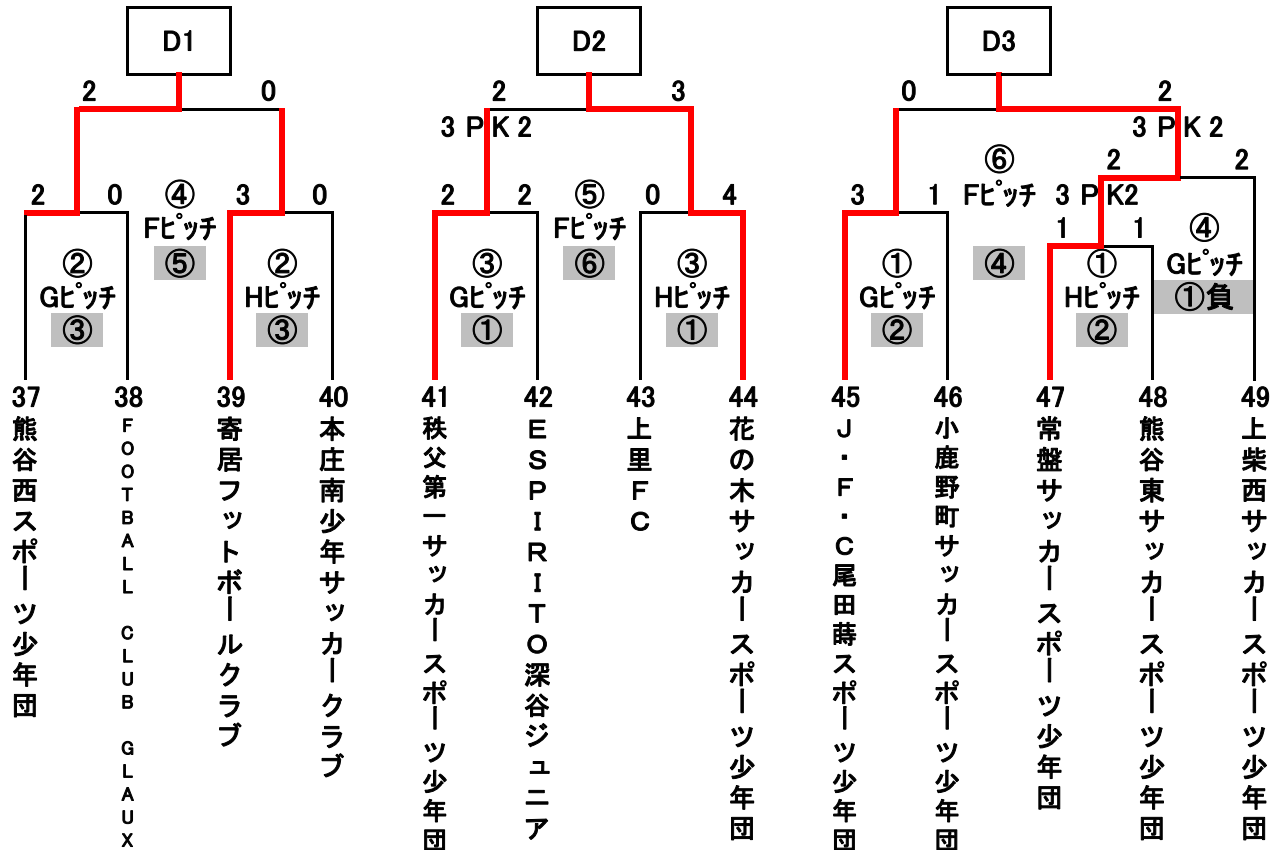 D1 D2 D3
2 0 2 3 0 2
3 P K 2 3 P K 2
⑥ 2 2
2 0 ④ 3 0 2 2 ⑤ 0 4 3 1 Fピッチ 3 P K2
Fピッチ Fピッチ 1 1 ④
② ⑤ ② ③ ⑥ ③ ① ④ ① Gピッチ
Gピッチ Hピッチ Gピッチ Hピッチ Gピッチ Hピッチ ①負
③ ③ ① ① ② ②
37 38 39 40 41 42 43 44 45 46 47 48 49
熊谷西スポーツ少年団
FOOTBALL CLUB GLAUX
寄居フットボールクラブ
本庄南少年サッカークラブ
秩父第一サッカースポーツ少年団
ESPIRITO深谷ジュニア
上里FC
花の木サッカースポーツ少年団
J・F・C尾田蒔スポーツ少年団
小鹿野町サッカースポーツ少年団
常盤サッカースポーツ少年団
熊谷東サッカースポーツ少年団
上柴西サッカースポーツ少年団